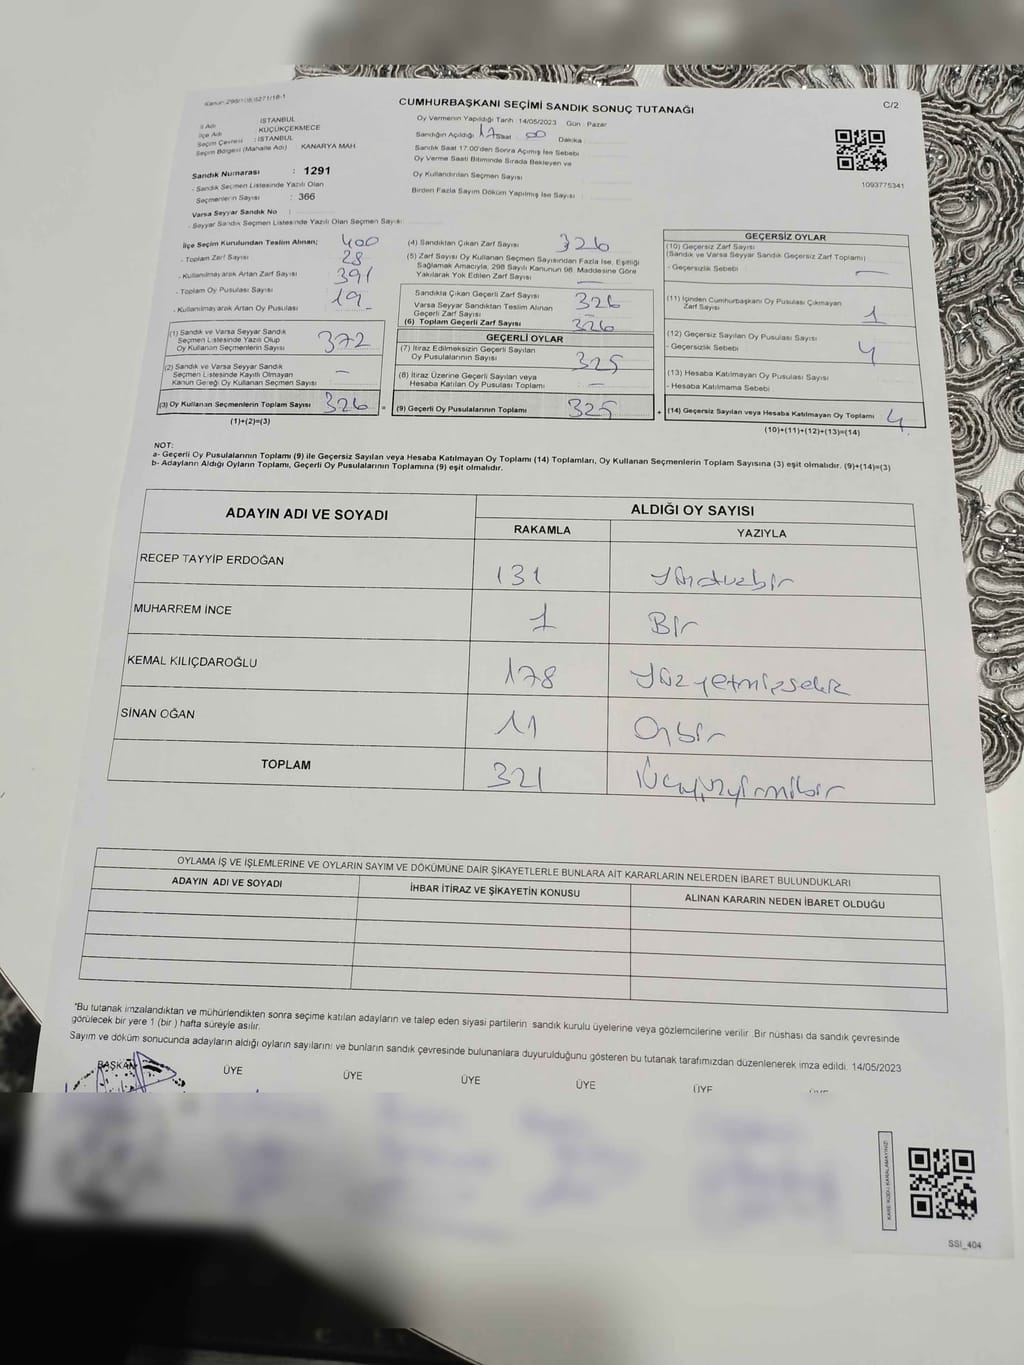 Kanun:298/108,6271/18-1
CUMHURBAŞKANI SEÇİMİ SANDIK SONUÇ TUTANAĞI
C/2
İl Adı : İSTANBUL
İlçe Adı : KÜÇÜKÇEKMECE
Seçim Çevresi : İSTANBUL
Seçim Bölgesi (Mahalle Adı) : KANARYA MAH.
Sandık Numarası : 1291
- Sandık Seçmen Listesinde Yazılı Olan
Seçmenlerin Sayısı : 366
Varsa Seyyar Sandık No :
- Seyyar Sandık Seçmen Listesinde Yazılı Olan Seçmen Sayısı:
Oy Vermenin Yapıldığı Tarih : 14/05/2023 Gün : Pazar
Sandığın Açıldığı 17 Saat : 00 Dakika :
Sandık Saat 17:00'den Sonra Açımış İse Sebebi
Oy Verme Saati Bitiminde Sırada Bekleyen ve
Oy Kullandırılan Seçmen Sayısı
Birden Fazla Sayım Döküm Yapılmış İse Sayısı :
1093775341
İlçe Seçim Kurulundan Teslim Alınan;
- Toplam Zarf Sayısı 400
- Kullanılmayarak Artan Zarf Sayısı 28
- Toplam Oy Pusulası Sayısı 391
- Kullanılmayarak Artan Oy Pusulası 19
(1) Sandık ve Varsa Seyyar Sandık
Seçmen Listesinde Yazılı Olup
Oy Kullanan Seçmenlerin Sayısı 372
(2) Sandık ve Varsa Seyyar Sandık
Seçmen Listesinde Kayıtlı Olmayan
Kanun Gereği Oy Kullanan Seçmen Sayısı : —
(3) Oy Kullanan Seçmenlerin Toplam Sayısı 326 =
(1)+(2)=(3)
(4) Sandıktan Çıkan Zarf Sayısı 326
(5) Zarf Sayısı Oy Kullanan Seçmen Sayısından Fazla İse, Eşitliği
Sağlamak Amacıyla; 298 Sayılı Kanunun 98. Maddesine Göre
Yakılarak Yok Edilen Zarf Sayısı : —
Sandıkta Çıkan Geçerli Zarf Sayısı 326
Varsa Seyyar Sandıktan Teslim Alınan
Geçerli Zarf Sayısı —
(6) Toplam Geçerli Zarf Sayısı 326
GEÇERLİ OYLAR
(7) İtiraz Edilmeksizin Geçerli Sayılan
Oy Pusulalarının Sayısı 325
(8) İtiraz Üzerine Geçerli Sayılan veya
Hesaba Katılan Oy Pusulası Toplamı : —
(9) Geçerli Oy Pusulalarının Toplamı 325 +
GEÇERSİZ OYLAR
(10) Geçersiz Zarf Sayısı
(Sandık ve Varsa Seyyar Sandık Geçersiz Zarf Toplamı)
- Geçersizlik Sebebi : —
(11) İçinden Cumhurbaşkanı Oy Pusulası Çıkmayan
Zarf Sayısı 1
(12) Geçersiz Sayılan Oy Pusulası Sayısı
- Geçersizlik Sebebi 4
(13) Hesaba Katılmayan Oy Pusulası Sayısı
- Hesaba Katılmama Sebebi
(14) Geçersiz Sayılan veya Hesaba Katılmayan Oy Toplamı 4
(10)+(11)+(12)+(13)=(14)
NOT:
a- Geçerli Oy Pusulalarının Toplamı (9) ile Geçersiz Sayılan veya Hesaba Katılmayan Oy Toplamı (14) Toplamları, Oy Kullanan Seçmenlerin Toplam Sayısına (3) eşit olmalıdır. (9)+(14)=(3)
b- Adayların Aldığı Oyların Toplamı, Geçerli Oy Pusulalarının Toplamına (9) eşit olmalıdır.
ADAYIN ADI VE SOYADI
ALDIĞI OY SAYISI
RAKAMLA YAZIYLA
RECEP TAYYİP ERDOĞAN 131
MUHARREM İNCE 1 Bir
KEMAL KILIÇDAROĞLU 178 Yüzyetmişsekiz
SİNAN OĞAN 11 Onbir
TOPLAM 321 Üçyüzyirmibir
OYLAMA İŞ VE İŞLEMLERİNE VE OYLARIN SAYIM VE DÖKÜMÜNE DAİR ŞİKAYETLERLE BUNLARA AİT KARARLARIN NELERDEN İBARET BULUNDUKLARI
ADAYIN ADI VE SOYADI İHBAR İTİRAZ VE ŞİKAYETİN KONUSU ALINAN KARARIN NEDEN İBARET OLDUĞU
*Bu tutanak imzalandıktan ve mühürlendikten sonra seçime katılan adayların ve talep eden siyasi partilerin sandık kurulu üyelerine veya gözlemcilerine verilir. Bir nüshası da sandık çevresinde
görülecek bir yere 1 (bir ) hafta süreyle asılır.
Sayım ve döküm sonucunda adayların aldığı oyların sayılarını ve bunların sandık çevresinde bulunanlara duyurulduğunu gösteren bu tutanak tarafımızdan düzenlenerek imza edildi. 14/05/2023
BAŞKAN ÜYE ÜYE ÜYE ÜYE ÜYE ÜYE
KARE KODU KARALAMAYINIZ!
SSI_404